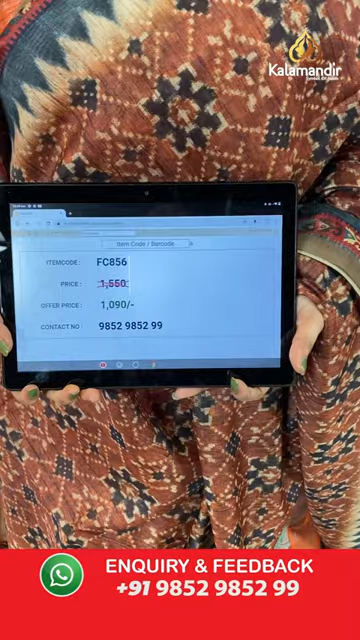 Kalamandir
Item Code / Barcode
ITEMCODE : FC856
PRICE : 1,550
OFFER PRICE : 1,090/-
CONTACT NO 9852 9852 99
ENQUIRY & FEEDBACK
+91 9852 9852 99